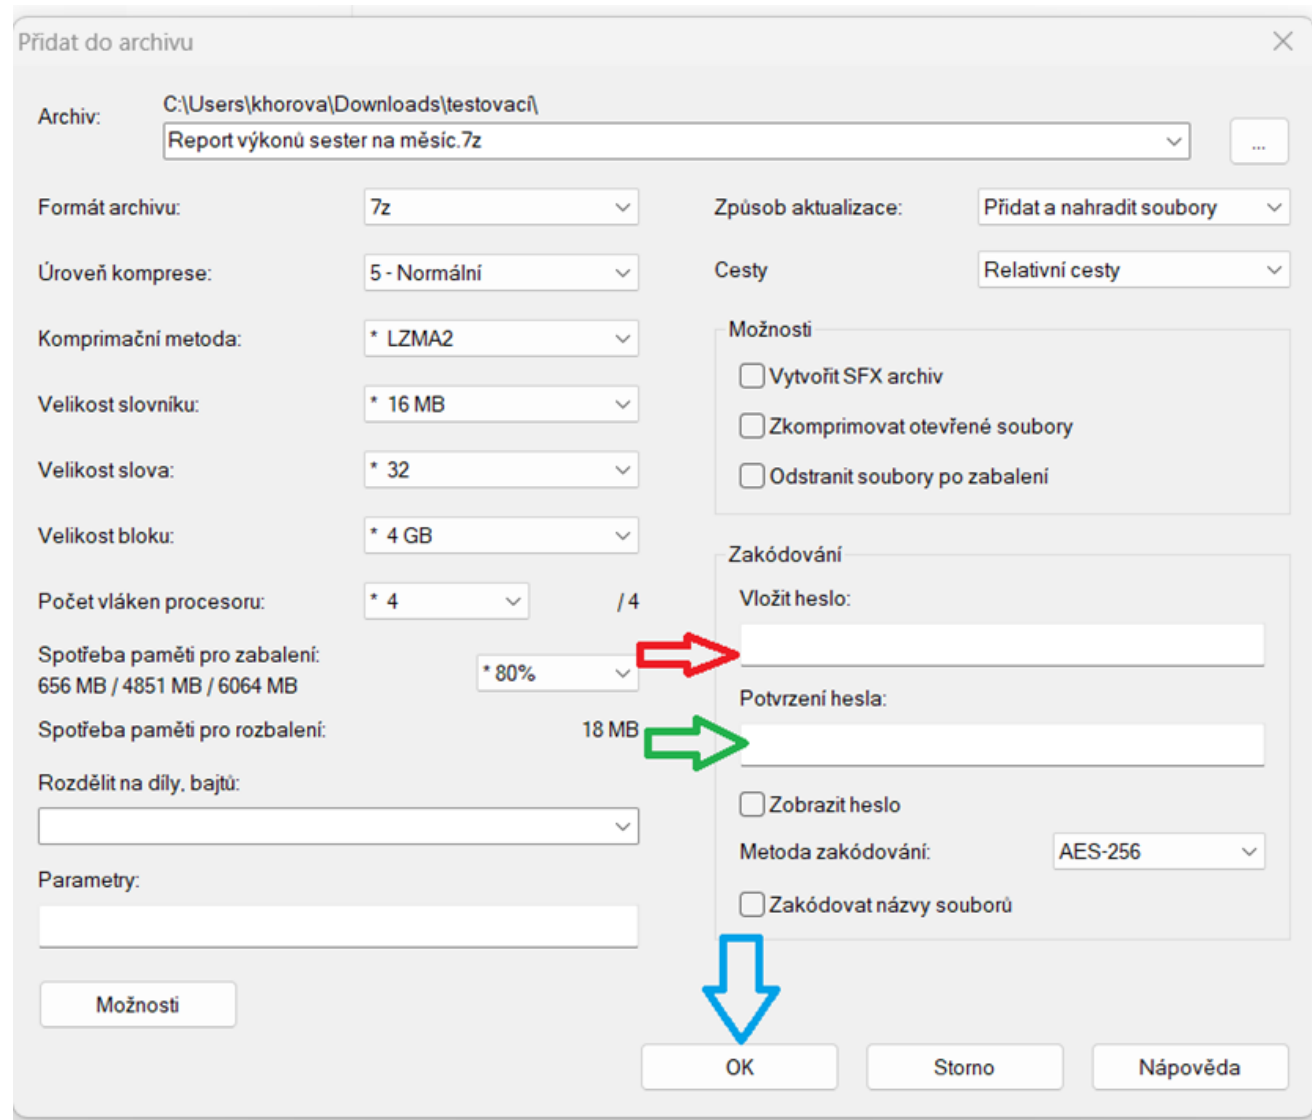 Přidat do archivu
Archiv:
C:\Users\khorova\Downloads\testovací\
Report výkonů sester na měsíc.7z
...
Formátt archivu: 7z
Úroveň komprese: 5 - Normální
Komprimační metoda: * LZMA2
Velikost slovníku: * 16 MB
Velikost slova: * 32
Velikost bloku: * 4 GB
Počet vláken procesoru: * 4 / 4
Spotřeba paměti pro zabalení:
656 MB / 4851 MB / 6064 MB
* 80%
Spotřeba paměti pro rozbalení: 18 MB
Rozdělit na díly, bajtů:
Parametry:
Možnosti
Způsob aktualizace: Přidat a nahradit soubory
Cesty Relativní cesty
Možnosti
Vytvořit SFX archiv
Zkomprimovat otevřené soubory
Odstranit soubory po zabalení
Zakódování
Vložit heslo:
Potvrzení hesla:
Zobrazit heslo
Metoda zakódování: AES-256
Zakódovat názvy souborů
OK Storno Nápověda